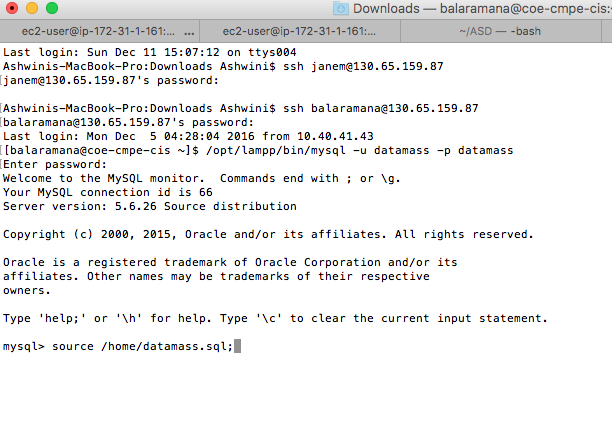 Downloads — balaramana@coe-cmpe-cis:
ec2-user@ip-172-31-1-161:... ...
ec2-user@ip-172-31-1-161:...
~/ASD — -bash
Last login: Sun Dec 11 15:07:12 on ttys004
Ashwinis-MacBook-Pro:Downloads Ashwini$ ssh janem@130.65.159.87
[janem@130.65.159.87's password:
[Ashwinis-MacBook-Pro:Downloads Ashwini$ ssh balaramana@130.65.159.87
[balaramana@130.65.159.87's password:
Last login: Mon Dec  5 04:28:04 2016 from 10.40.41.43
[[balaramana@coe-cmpe-cis ~]$ /opt/lampp/bin/mysql -u datamass -p datamass
[Enter password:
Welcome to the MySQL monitor.  Commands end with ; or \g.
Your MySQL connection id is 66
Server version: 5.6.26 Source distribution
Copyright (c) 2000, 2015, Oracle and/or its affiliates. All rights reserved.
Oracle is a registered trademark of Oracle Corporation and/or its
affiliates. Other names may be trademarks of their respective
owners.
Type 'help;' or '\h' for help. Type '\c' to clear the current input statement.
mysql> source /home/datamass.sql;